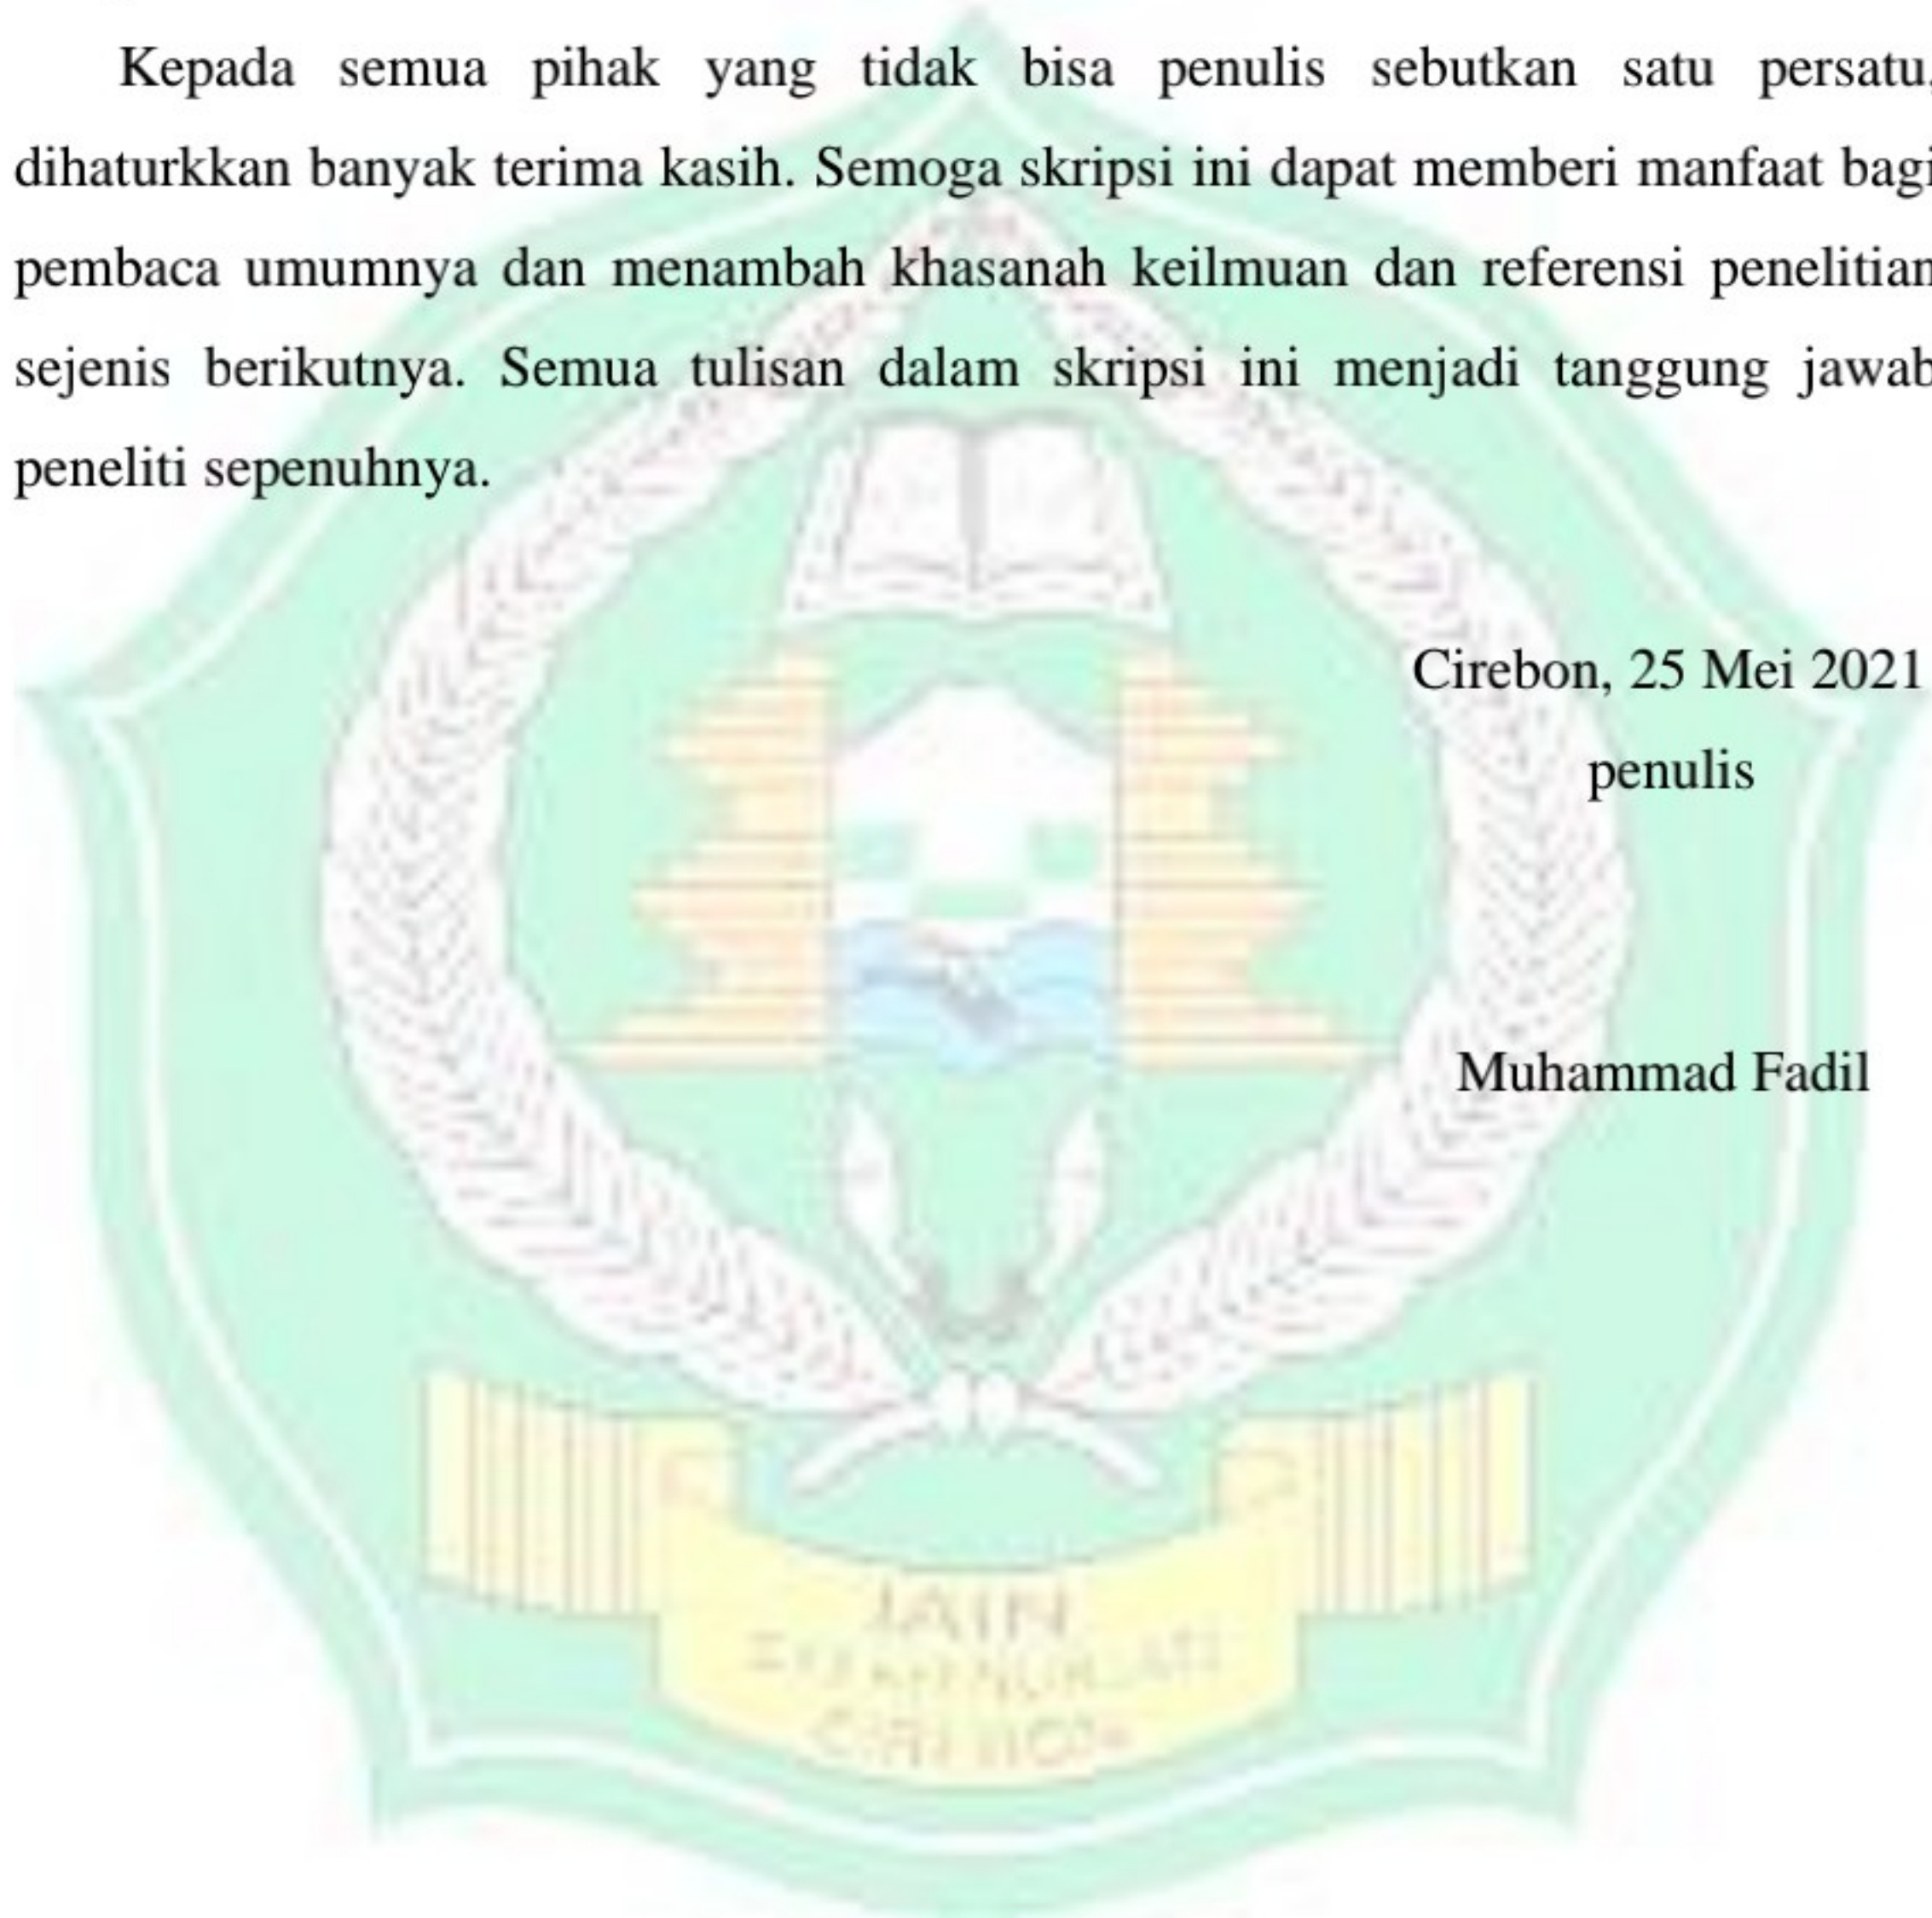 Kepada semua pihak yang tidak bisa penulis sebutkan satu persatu,
dihaturkkan banyak terima kasih. Semoga skripsi ini dapat memberi manfaat bagi
pembaca umumnya dan menambah khasanah keilmuan dan referensi penelitian
sejenis berikutnya. Semua tulisan dalam skripsi ini menjadi tanggung jawab
peneliti sepenuhnya.
Cirebon, 25 Mei 2021
penulis
Muhammad Fadil
IAIN